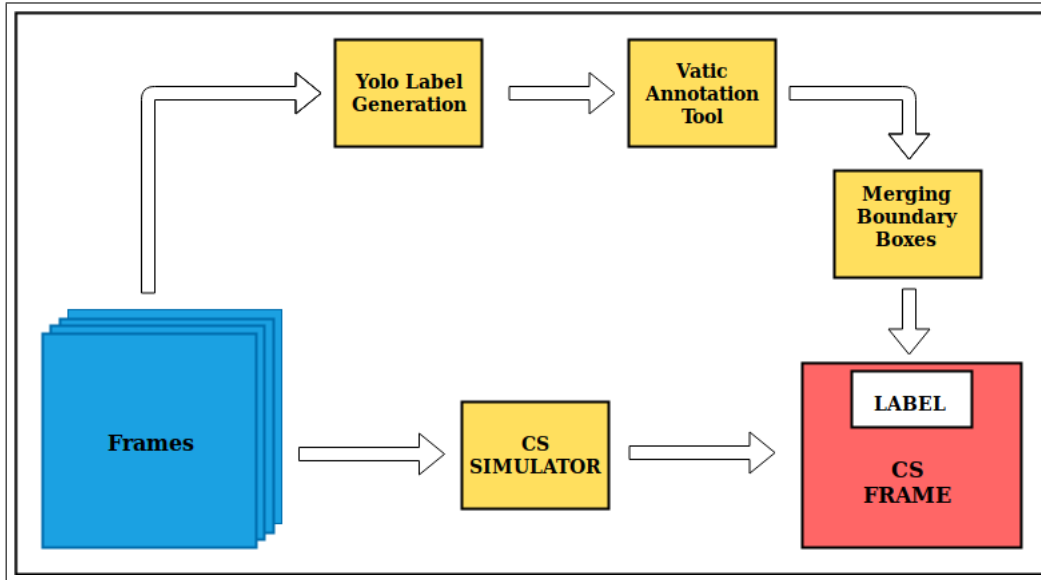 Yolo Label
Generation
Vatic
Annotation
Tool
Merging
Boundary
Boxes
Frames
CS
SIMULATOR
LABEL
CS
FRAME